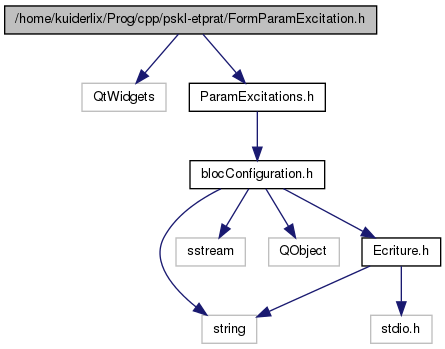 /home/kuiderlix/Prog/cpp/pskl-etprat/FormParamExcitation.h
QtWidgets
ParamExcitations.h
blocConfiguration.h
sstream
QObject
Ecriture.h
string
stdio.h